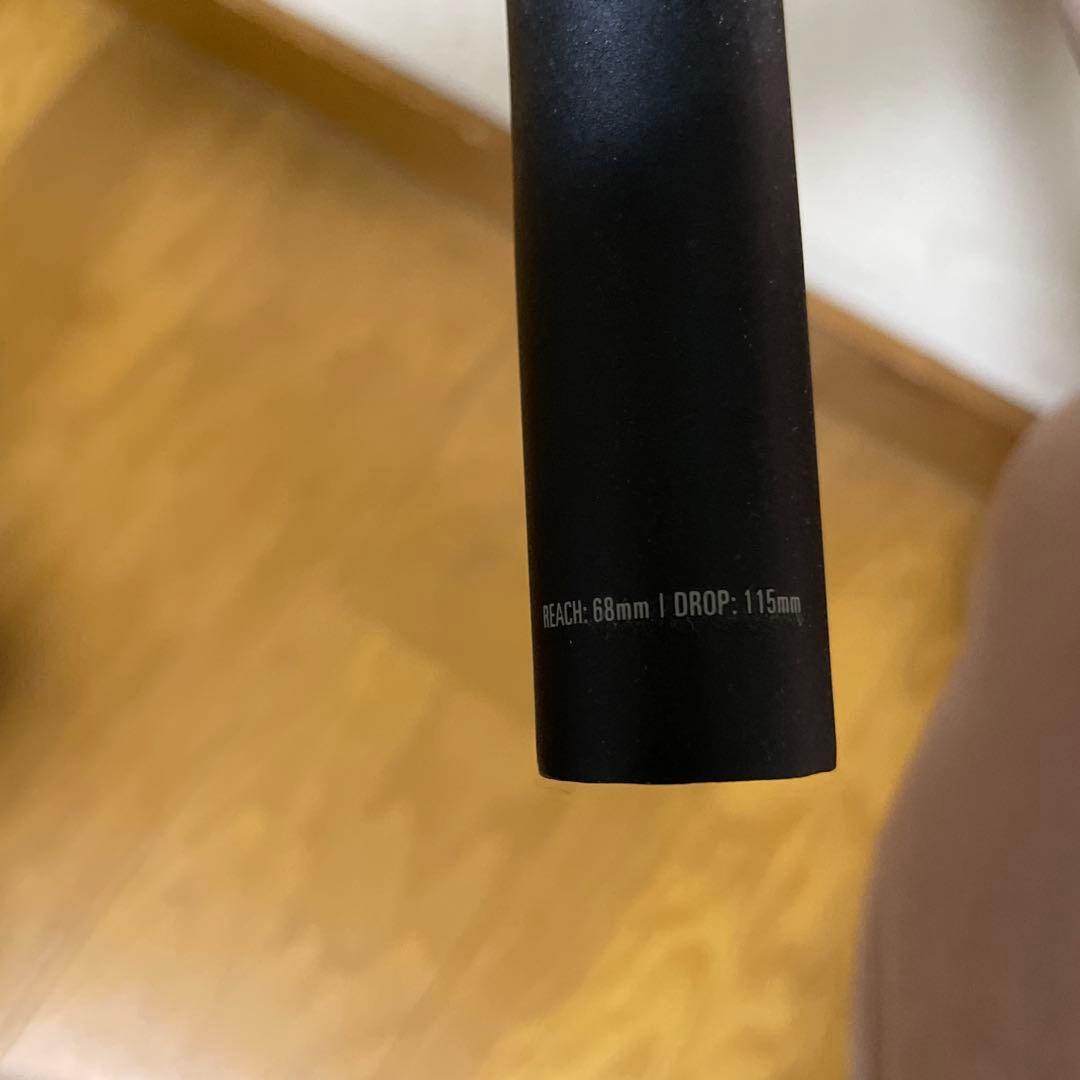 REACH: 68mm | DROP: 115mm